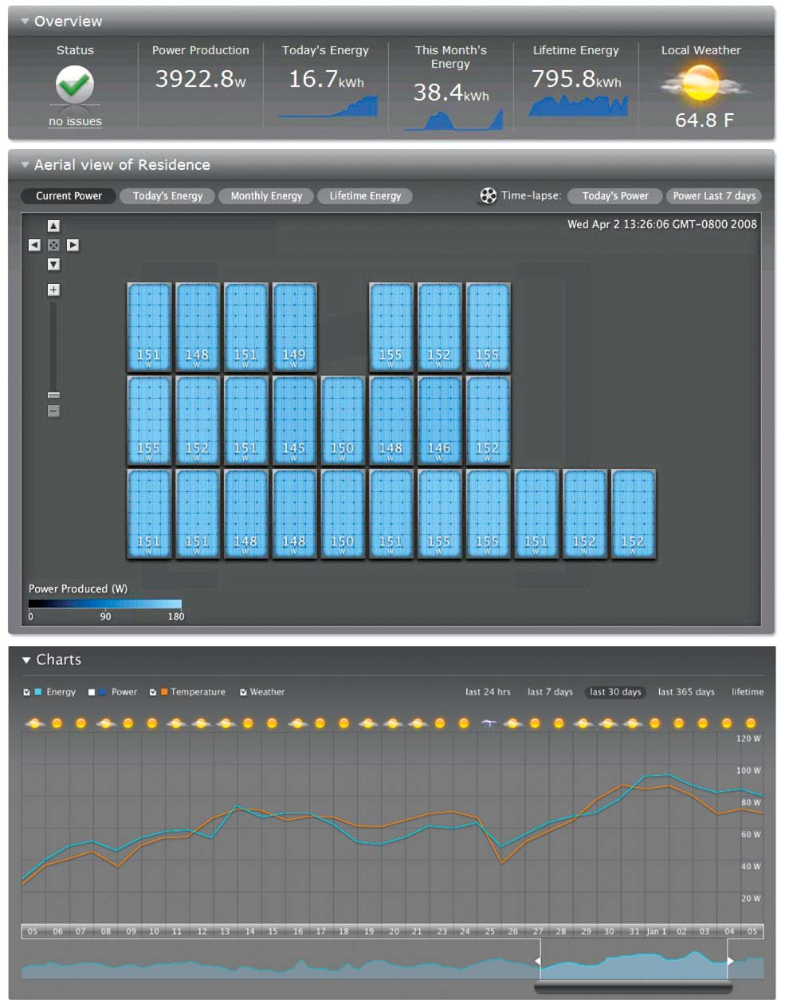 Overview
Status Power Production Today's Energy This Month's Energy Lifetime Energy Local Weather
no issues 3922.8W 16.7kWh 38.4kWh 795.8kWh 64.8 F
Aerial view of Residence
Current Power Today's Energy Monthly Energy Lifetime Energy Time-lapse: Today's Power Power Last 7 days
Wed Apr 2 13:26:06 GMT-0800 2008
+
−
151 W 148 W 151 W 149 W 155 W 152 W 155 W
155 W 152 W 151 W 145 W 150 W 148 W 146 W 152 W
151 W 151 W 148 W 148 W 150 W 151 W 155 W 155 W 151 W 152 W 152 W
Power Produced (W)
0 90 180
Charts
Energy Power Temperature Weather last 24 hrs last 7 days last 30 days last 365 days lifetime
120 W
100 W
80 W
60 W
40 W
20 W
05 06 07 08 09 10 11 12 13 14 15 16 17 18 19 20 21 22 23 24 25 26 27 28 29 30 31 Jan 1 02 03 04 05